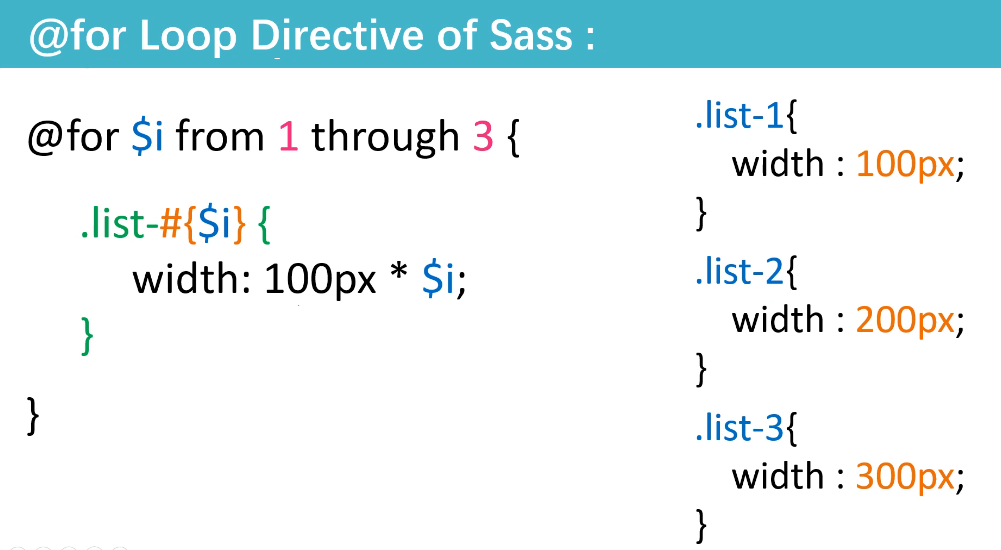 @for Loop Directive of Sass :
@for $i from 1 through 3 {
.list-#{$i} {
width: 100px * $i;
}
}
.list-1{
width : 100px;
}
.list-2{
width : 200px;
}
.list-3{
width : 300px;
}